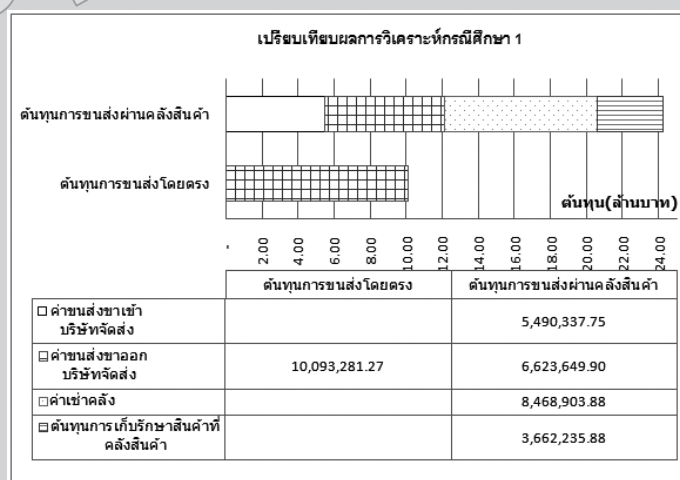 เปรียบเทียบผลการวิเคราะห์กรณีศึกษา 1
ต้นทุนการขนส่งผ่านคลังสินค้า
ต้นทุนการขนส่งโดยตรง
ต้นทุน(ล้านบาท)
- 2.00 4.00 6.00 8.00 10.00 12.00 14.00 16.00 18.00 20.00 22.00 24.00
ต้นทุนการขนส่งโดยตรง ต้นทุนการขนส่งผ่านคลังสินค้า
ค่าขนส่งขาเข้า
บริษัทจัดส่ง
5,490,337.75
ค่าขนส่งขาออก
บริษัทจัดส่ง
10,093,281.27 6,623,649.90
ค่าเช่าคลัง 8,468,903.88
ต้นทุนการเก็บรักษาสินค้าที่
คลังสินค้า
3,662,235.88